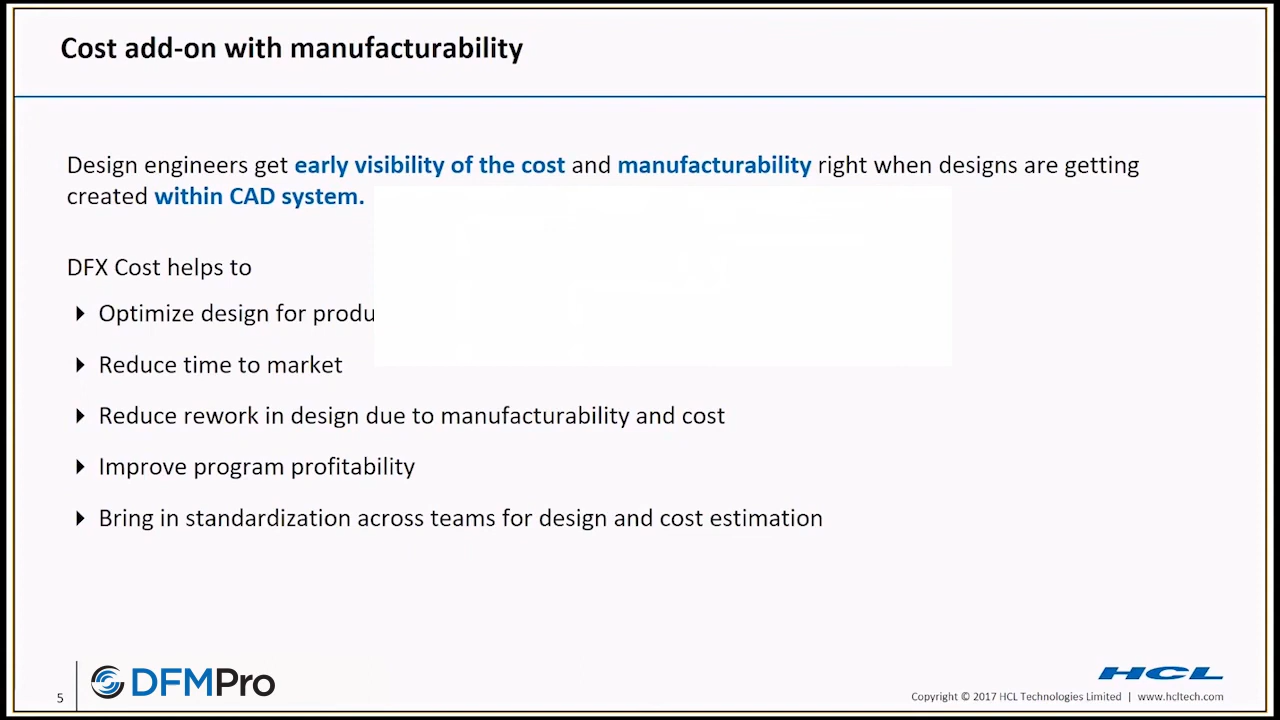 Cost add-on with manufacturability
Design engineers get early visibility of the cost and manufacturability right when designs are getting
created within CAD system.
DFX Cost helps to
Optimize design for
Reduce time to market
Reduce rework in design due to manufacturability and cost
Improve program profitability
Bring in standardization across teams for design and cost estimation
5
DFMPro
HCL
Copyright © 2017 HCL Technologies Limited | www.hcltech.com